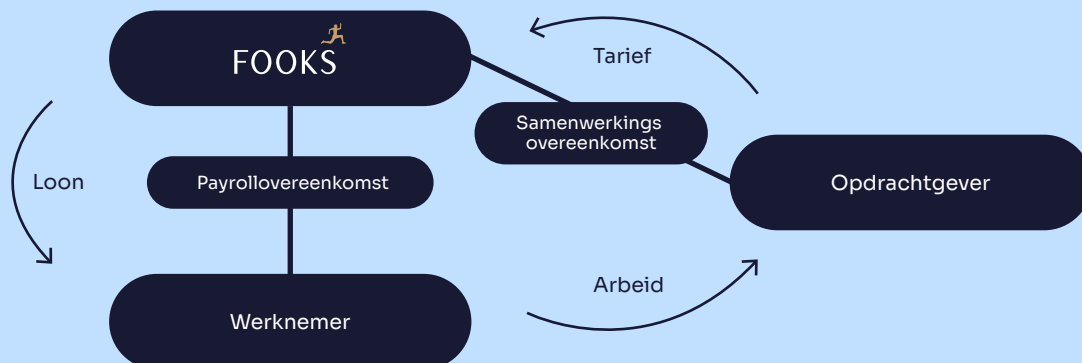 FOOKS
Tarief
Samenwerkings
overeenkomst
Loon
Payrollovereenkomst
Opdrachtgever
Arbeid
Werknemer